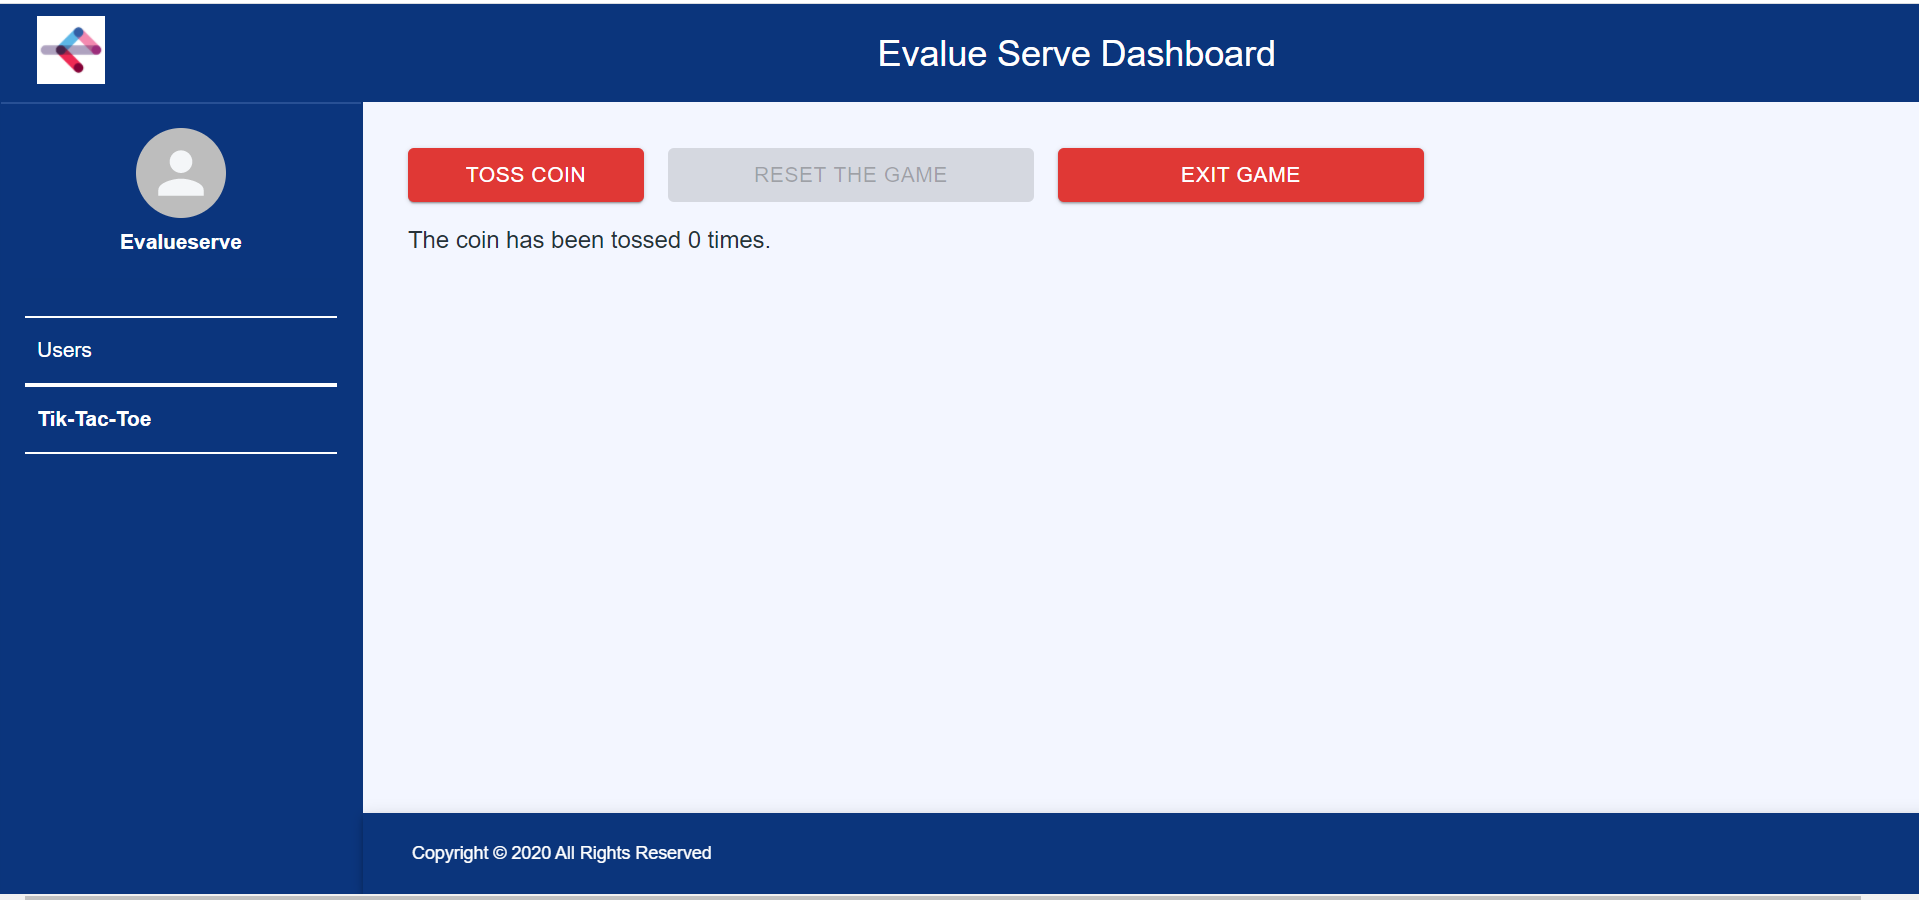 Evalue Serve Dashboard
Evalueserve
Users
Tik-Tac-Toe
TOSS COIN
RESET THE GAME
EXIT GAME
The coin has been tossed 0 times.
Copyright © 2020 All Rights Reserved